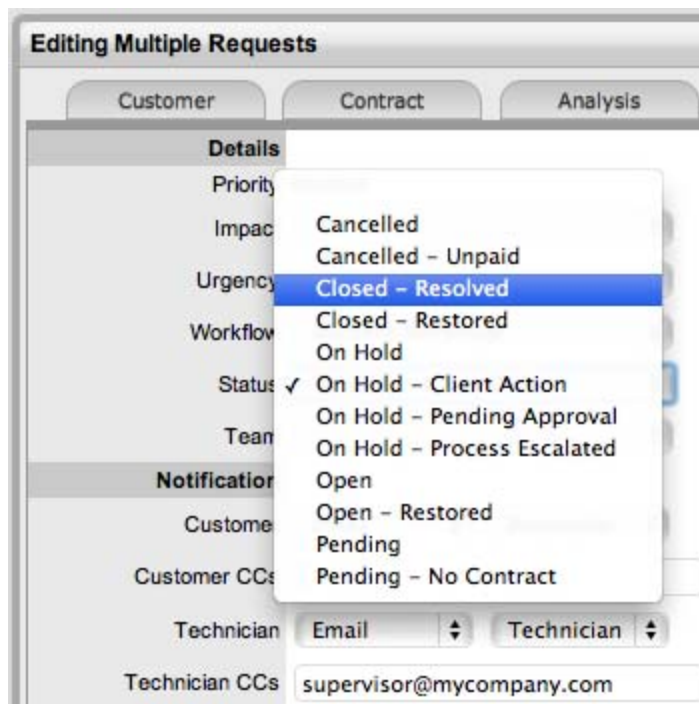 Editing Multiple Requests
Customer Contract Analysis
Details
Priority
Impac
Urgency
Workflow
Status
Team
Cancelled
Cancelled – Unpaid
Closed – Resolved
Closed – Restored
On Hold
✓ On Hold – Client Action
On Hold – Pending Approval
On Hold – Process Escalated
Open
Open – Restored
Pending
Pending – No Contract
Notification
Custome
Customer CCs
Technician Email Technician
Technician CCs supervisor@mycompany.com